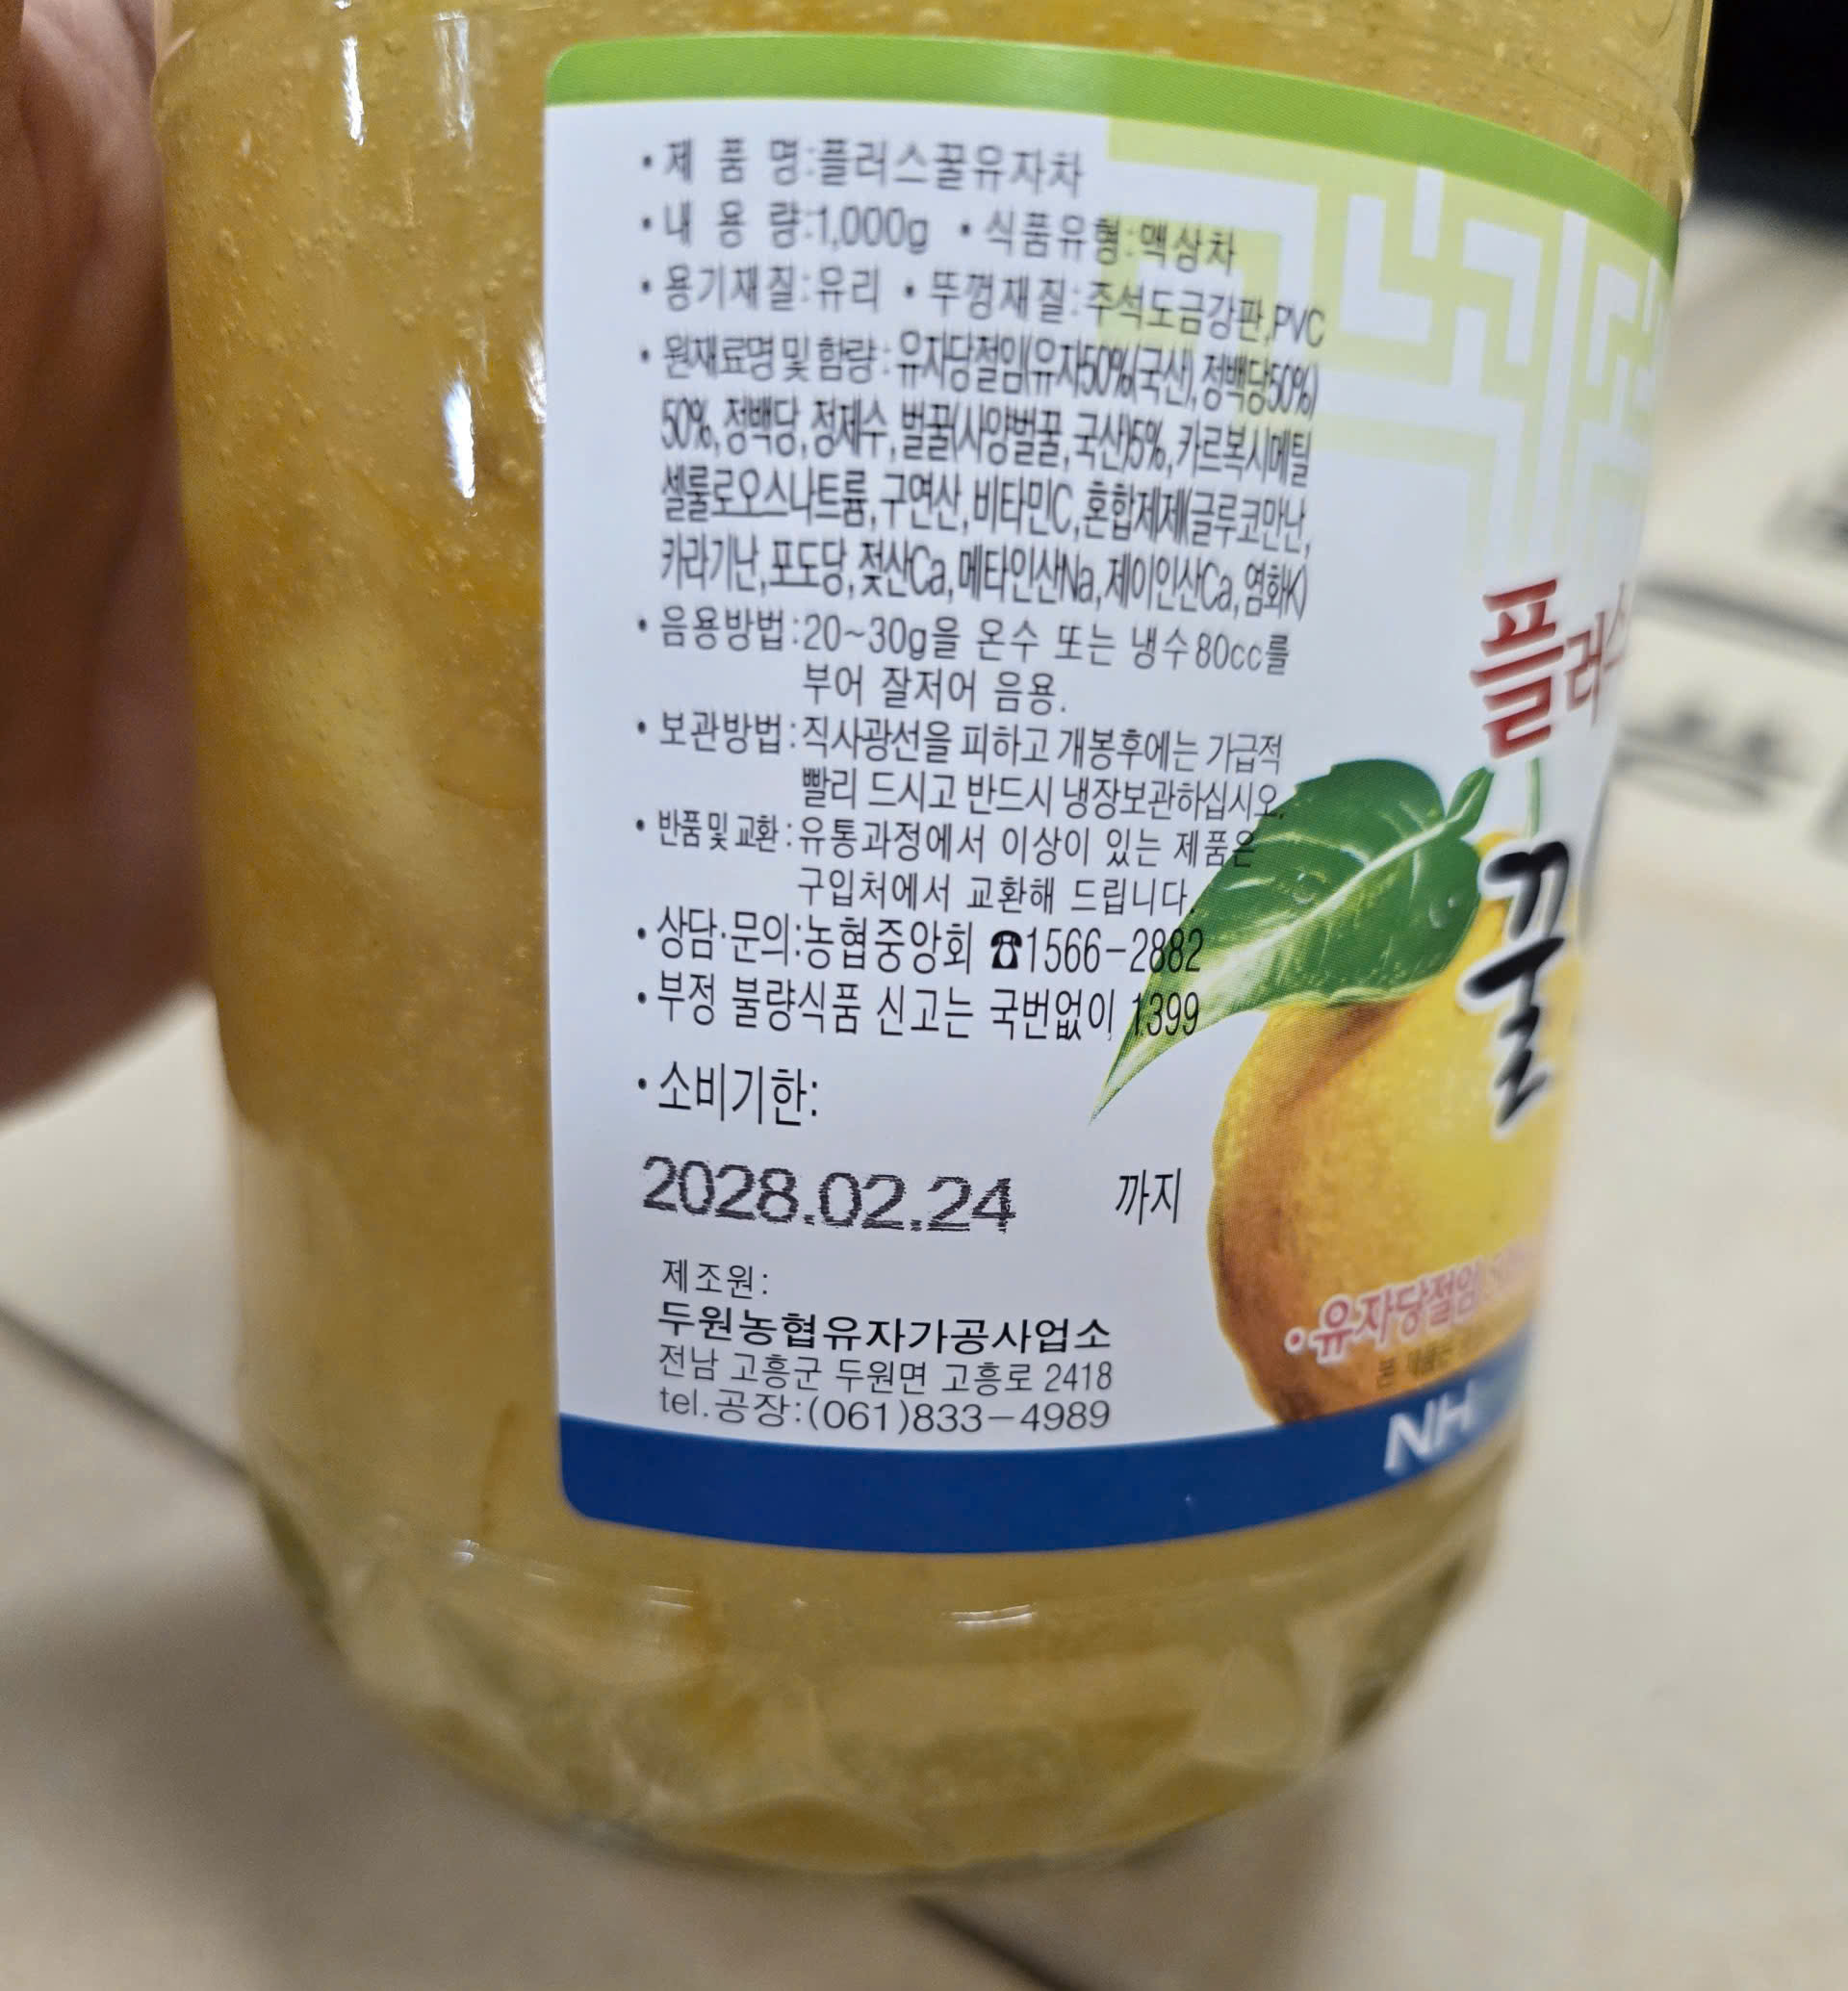 • 제 품 명:플러스꿀유자차
• 내 용 량:1,000g • 식품유형:액상차
• 용기재질:유리 • 뚜껑재질:주석도금강판,PVC
• 원재료명 및 함량 : 유자당절임(유자50%(국산), 정백당50%)
50%, 정백당, 정제수, 벌꿀(사양벌꿀, 국산)5%, 카르복시메틸
셀룰로오스나트륨, 구연산, 비타민C, 혼합제제(글루코만난,
카라기난, 포도당, 젖산Ca, 메타인산Na, 제이인산Ca, 염화K)
• 음용방법:20~30g을 온수 또는 냉수80cc를
부어 잘저어 음용.
• 보관방법:직사광선을 피하고 개봉후에는 가급적
빨리 드시고 반드시 냉장보관하십시오.
• 반품 및 교환 : 유통과정에서 이상이 있는 제품은
구입처에서 교환해 드립니다.
• 상담·문의:농협중앙회 ☎1566-2882
• 부정 불량식품 신고는 국번없이 1399
• 소비기한:
2028.02.24 까지
제조원:
두원농협유자가공사업소
전남 고흥군 두원면 고흥로 2418
tel.공장:(061)833-4989
플러스
꿀
• 유자당절임
NH